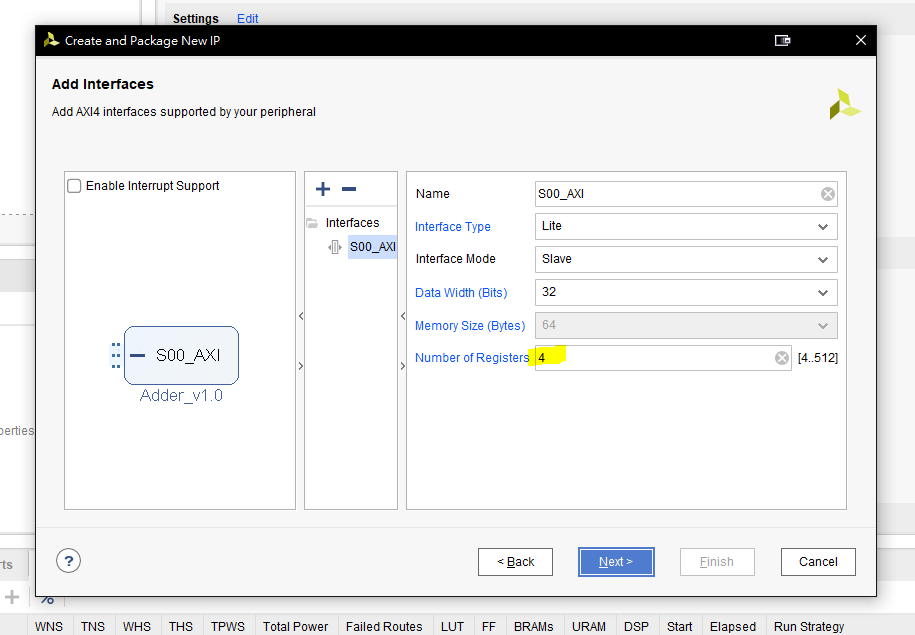 Settings Edit
Create and Package New IP
Add Interfaces
Add AXI4 interfaces supported by your peripheral
Enable Interrupt Support
S00_AXI
Adder_v1.0
Interfaces
S00_AXI
Name S00_AXI
Interface Type Lite
Interface Mode Slave
Data Width (Bits) 32
Memory Size (Bytes) 64
Number of Registers 4 [4..512]
perties
? < Back Next > Finish Cancel
rts
%
WNS TNS WHS THS TPWS Total Power Failed Routes LUT FF BRAMs URAM DSP Start Elapsed Run Strategy